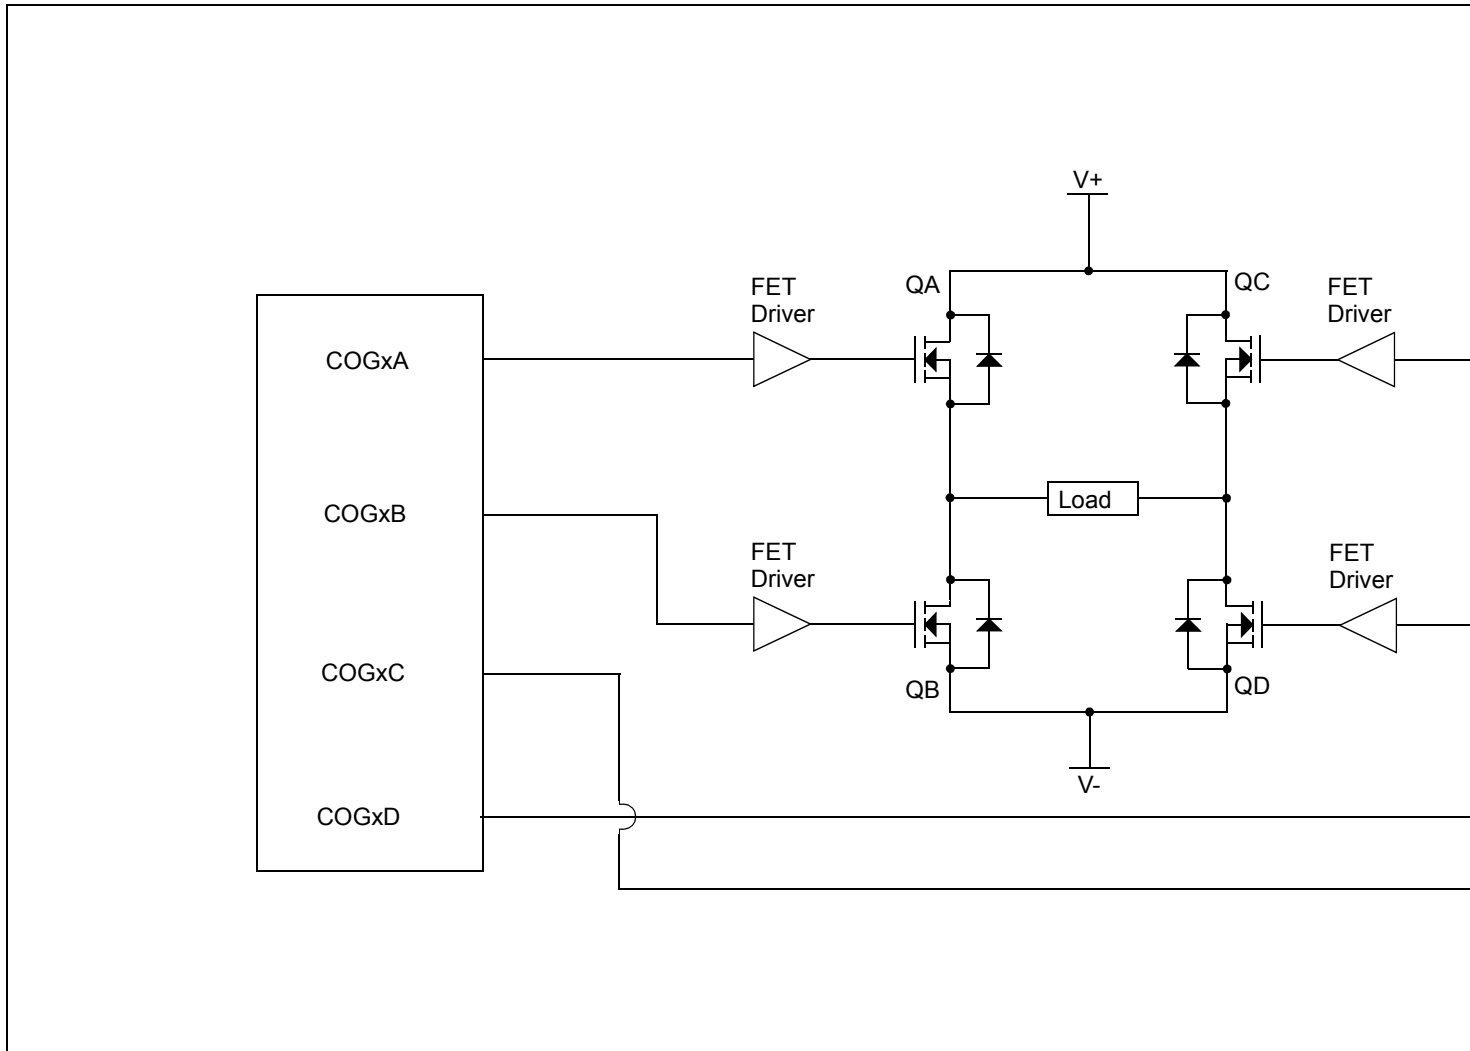 V+
QA
QC
FET
Driver
FET
Driver
COGxA
Load
COGxB
FET
Driver
FET
Driver
COGxC
QB
QD
V-
COGxD